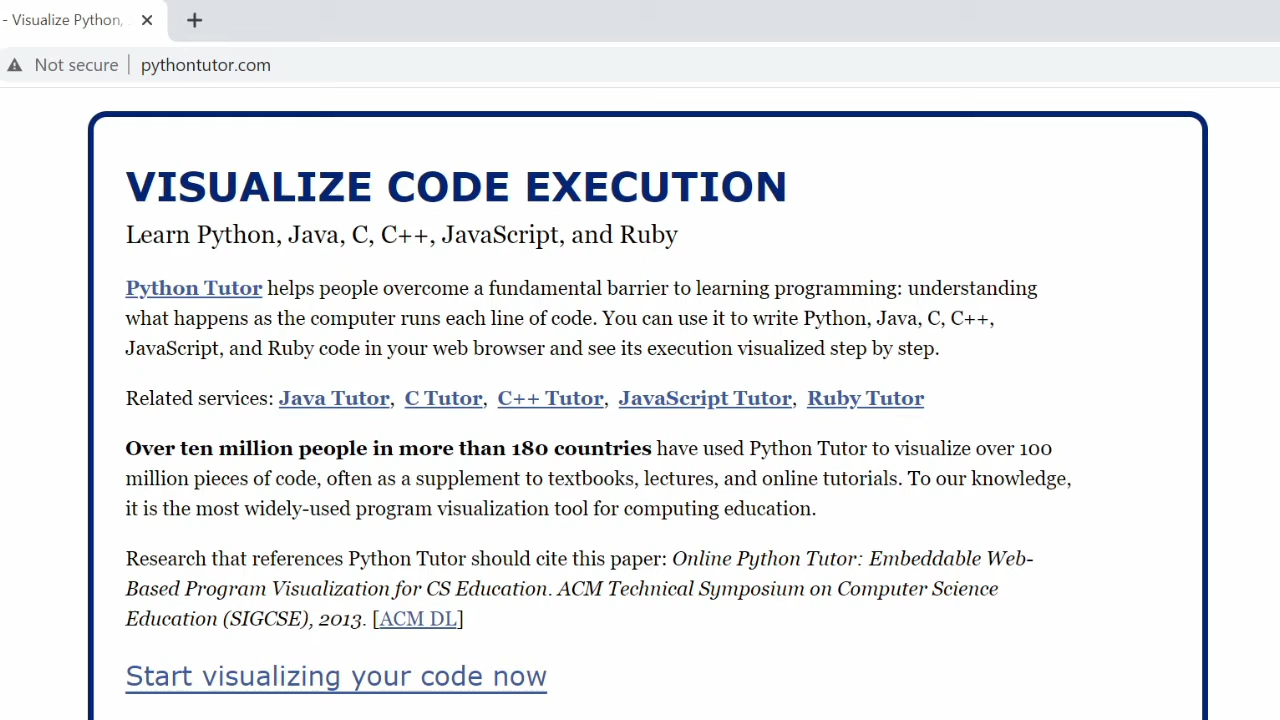 - Visualize Python,
Not secure
pythontutor.com
VISUALIZE CODE EXECUTION
Learn Python, Java, C, C++, JavaScript, and Ruby
Python Tutor helps people overcome a fundamental barrier to learning programming: understanding
what happens as the computer runs each line of code. You can use it to write Python, Java, C, C++,
JavaScript, and Ruby code in your web browser and see its execution visualized step by step.
Related services: Java Tutor, C Tutor, C++ Tutor, JavaScript Tutor, Ruby Tutor
Over ten million people in more than 180 countries have used Python Tutor to visualize over 100
million pieces of code, often as a supplement to textbooks, lectures, and online tutorials. To our knowledge,
it is the most widely-used program visualization tool for computing education.
Research that references Python Tutor should cite this paper: Online Python Tutor: Embeddable Web-
Based Program Visualization for CS Education. ACM Technical Symposium on Computer Science
Education (SIGCSE), 2013. [ACM DL]
Start visualizing your code now